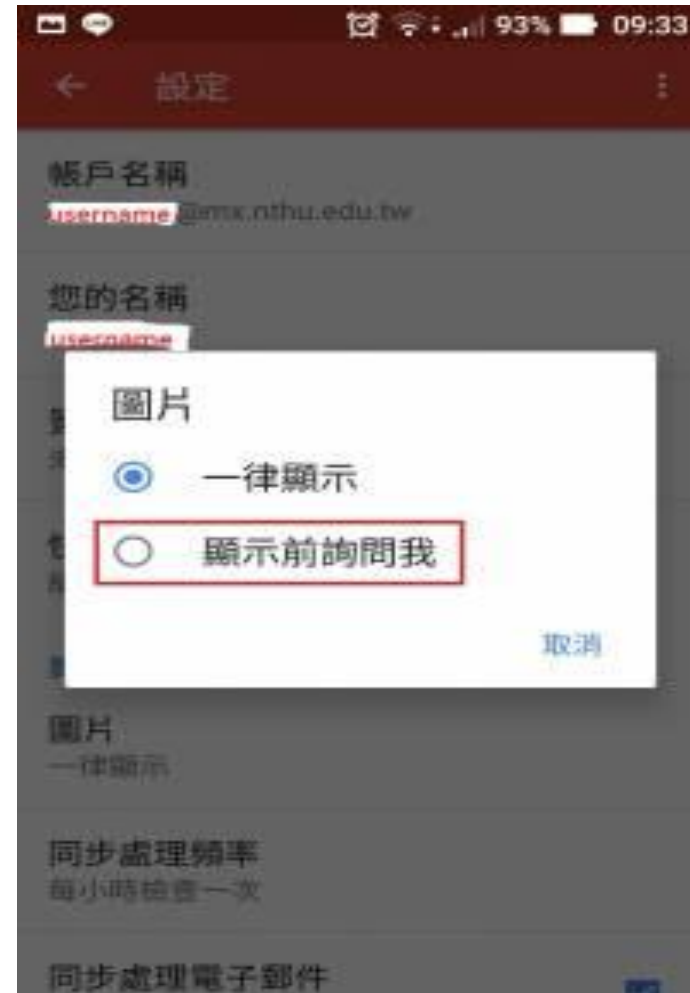 93% 09:33
設定
帳戶名稱
username@mx.nthu.edu.tw
您的名稱
username
圖片
一律顯示
顯示前詢問我
取消
圖片
一律顯示
同步處理頻率
每小時檢查一次
同步處理電子郵件